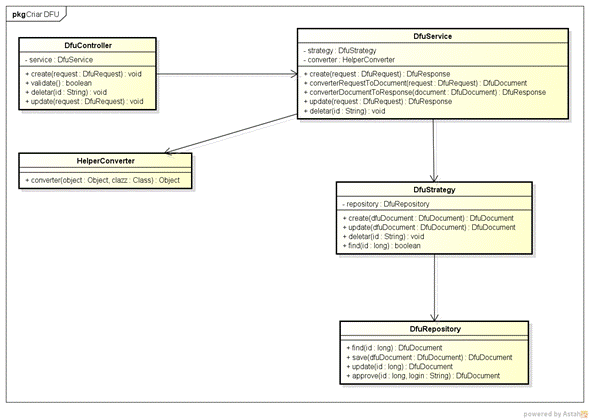 pkg Criar DFU
DfuController
- service : DfuService
+ create(request : DfuRequest) : void
+ validate() : boolean
+ deletar(id : String) : void
+ update(request : DfuRequest) : void
DfuService
- strategy : DfuStrategy
- converter : HelperConverter
+ create(request : DfuRequest) : DfuResponse
+ converterRequestToDocument(request : DfuRequest) : DfuDocument
+ converterDocumentToResponse(document : DfuDocument) : DfuResponse
+ update(request : DfuRequest) : DfuResponse
+ deletar(id : String) : void
HelperConverter
+ converter(object : Object, clazz : Class) : Object
DfuStrategy
- repository : DfuRepository
+ create(dfuDocument : DfuDocument) : DfuDocument
+ update(dfuDocument : DfuDocument) : DfuDocument
+ deletar(id : String) : void
+ find(id : long) : boolean
DfuRepository
+ find(id : long) : DfuDocument
+ save(dfuDocument : DfuDocument) : DfuDocument
+ update(id : long) : DfuDocument
+ approve(id : long, login : String) : DfuDocument
powered by Astah